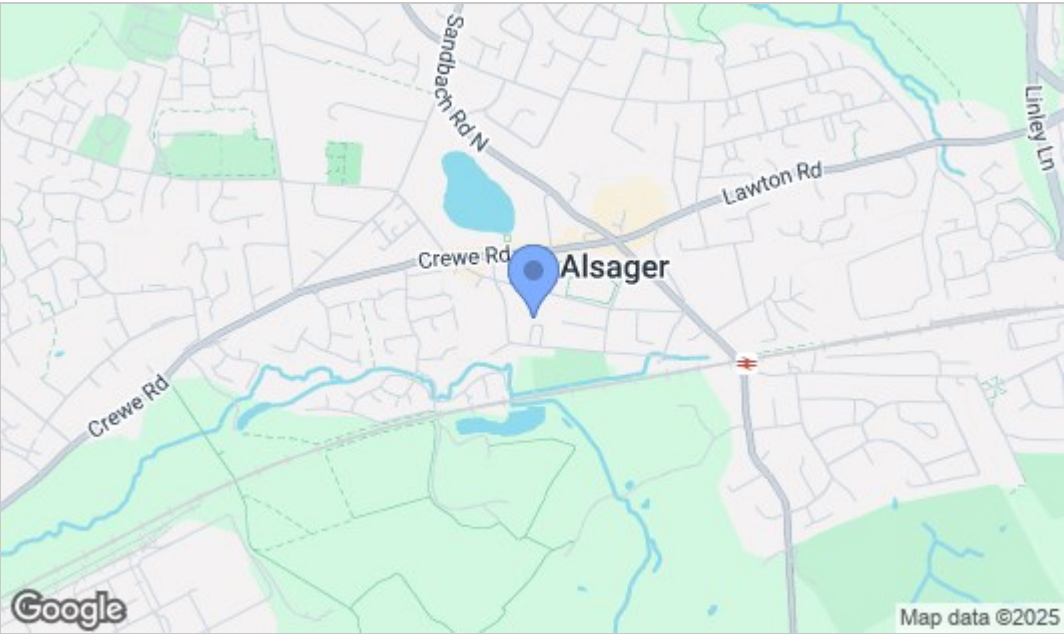 Sandbach Rd N
Linley Ln
Lawton Rd
Crewe Rd
Alsager
Crewe Rd
Google
Map data ©2025